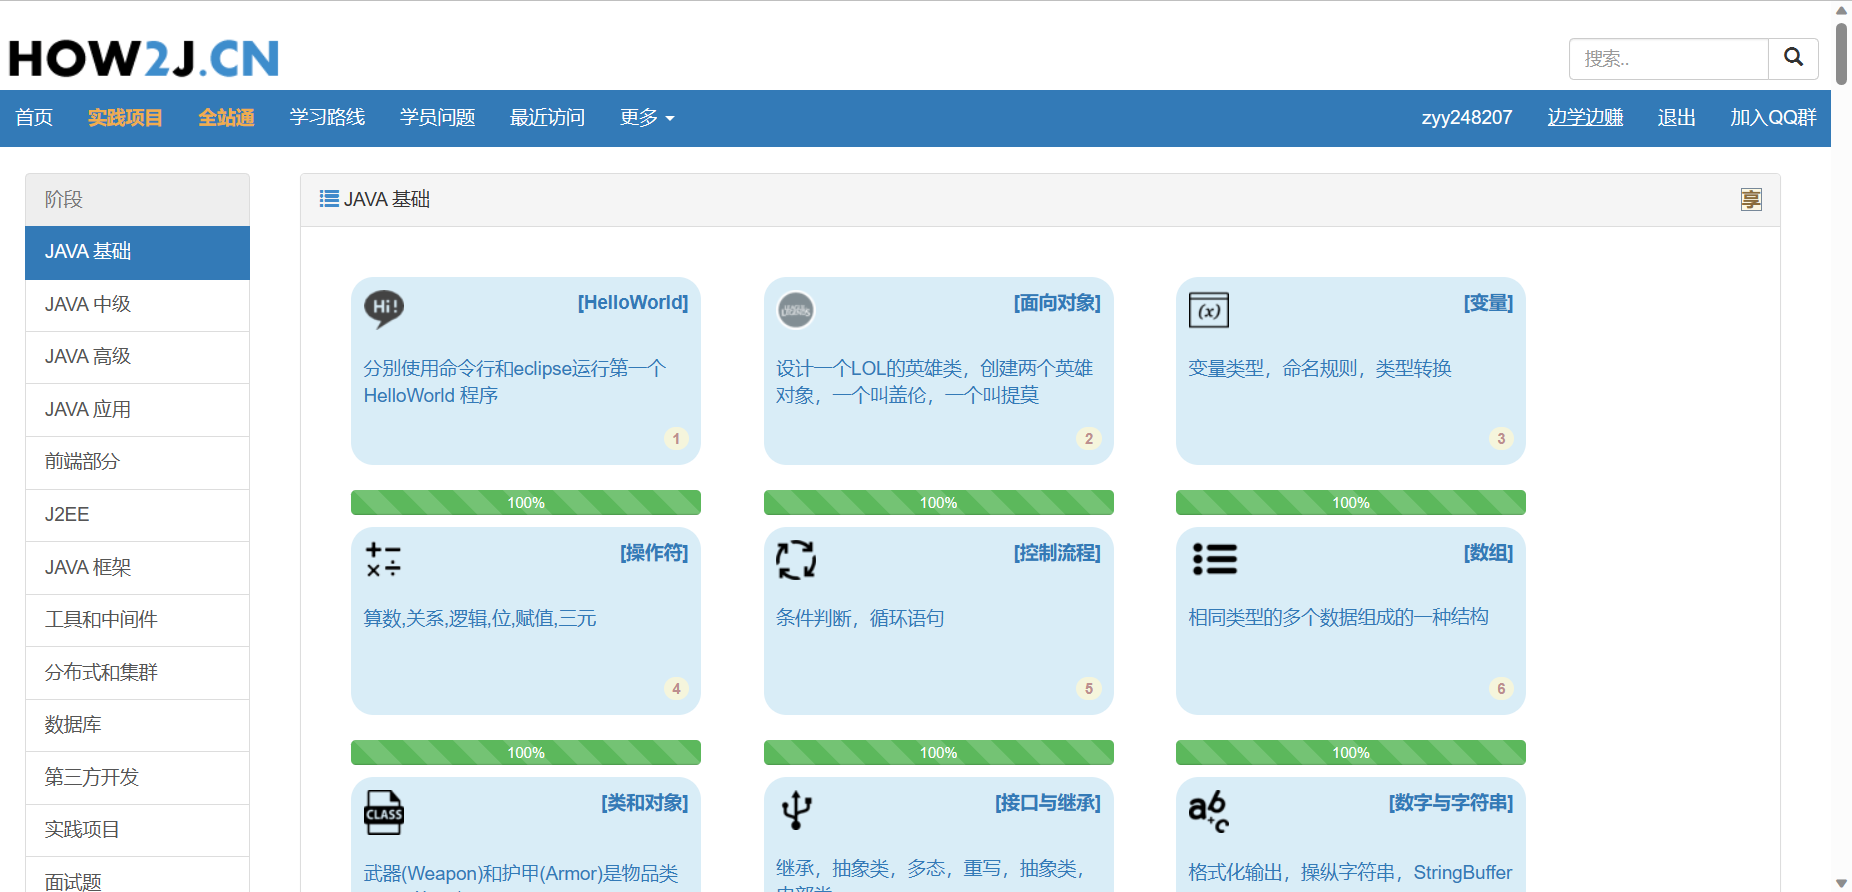 HOW2J.CN
搜索..
首页 实践项目 全站通 学习路线 学员问题 最近访问 更多 zyy248207 边学边赚 退出 加入QQ群
阶段
JAVA 基础
JAVA 中级
JAVA 高级
JAVA 应用
前端部分
J2EE
JAVA 框架
工具和中间件
分布式和集群
数据库
第三方开发
实践项目
面试题
JAVA 基础
享
Hi!
[HelloWorld]
分别使用命令行和eclipse运行第一个
HelloWorld 程序
1
LEAGUE LEGENDS
[面向对象]
设计一个LOL的英雄类，创建两个英雄
对象，一个叫盖伦，一个叫提莫
2
(x)
[变量]
变量类型，命名规则，类型转换
3
100%
100%
100%
[操作符]
算数,关系,逻辑,位,赋值,三元
4
[控制流程]
条件判断，循环语句
5
[数组]
相同类型的多个数据组成的一种结构
6
100%
100%
100%
CLASS
[类和对象]
武器(Weapon)和护甲(Armor)是物品类
[接口与继承]
继承，抽象类，多态，重写，抽象类，
a b + c
[数字与字符串]
格式化输出，操纵字符串，StringBuffer